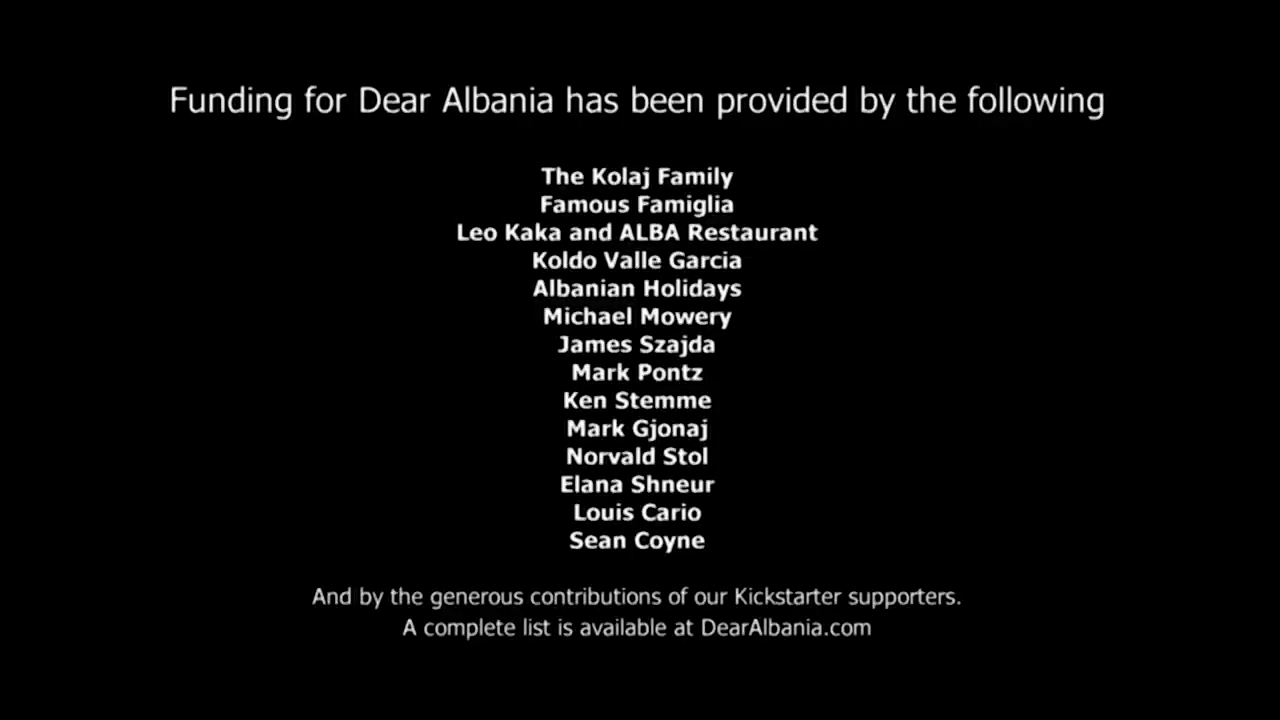 Funding for Dear Albania has been provided by the following
The Kolaj Family
Famous Famiglia
Leo Kaka and ALBA Restaurant
Koldo Valle Garcia
Albanian Holidays
Michael Mowery
James Szajda
Mark Pontz
Ken Stemme
Mark Gjonaj
Norvald Stol
Elana Shneur
Louis Cario
Sean Coyne
And by the generous contributions of our Kickstarter supporters.
A complete list is available at DearAlbania.com